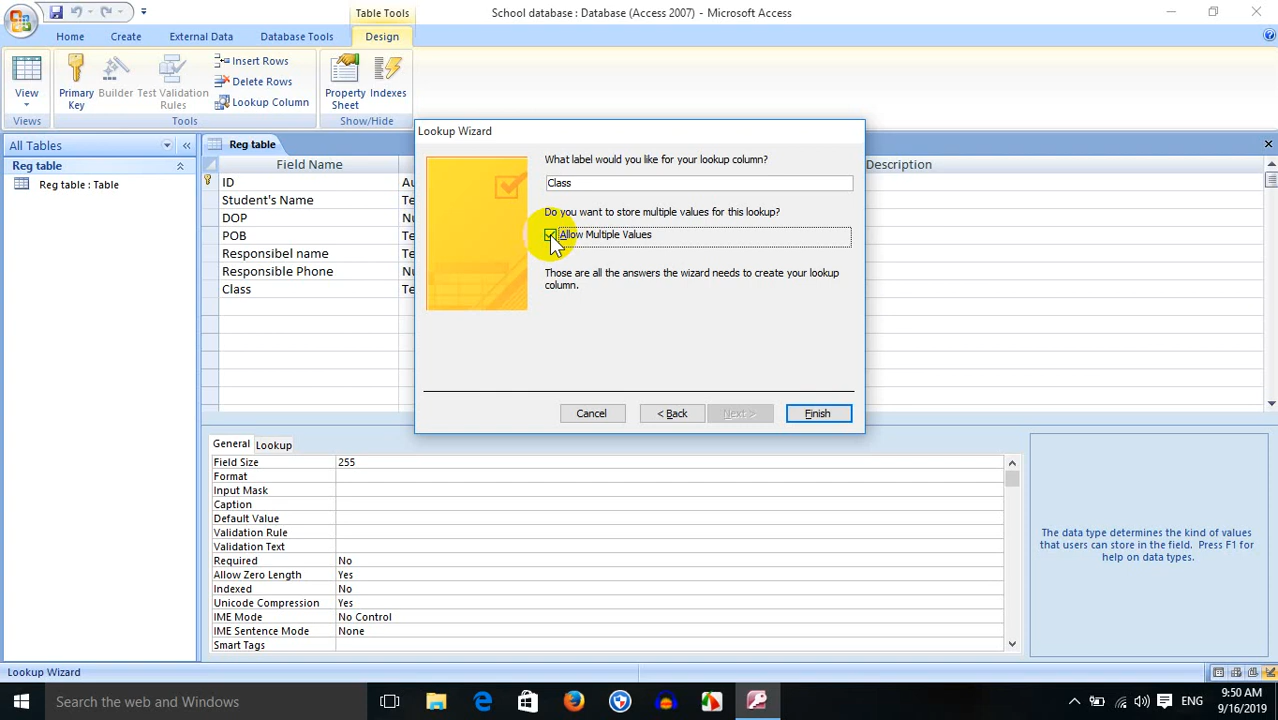 Table Tools
School database : Database (Access 2007) - Microsoft Access
Home
Create
External Data
Database Tools
Design
View
Primary
Key
Builder
Test Validation
Rules
Insert Rows
Delete Rows
Lookup Column
Property
Sheet
Indexes
Views
Tools
Show/Hide
All Tables
«
Reg table
Reg table : Table
Reg table
Field Name
Description
ID
Au
Student's Name
Te
DOP
Nu
POB
Te
Responsibel name
Te
Responsible Phone
Nu
Class
Te
Lookup Wizard
What label would you like for your lookup column?
Class
Do you want to store multiple values for this lookup?
Allow Multiple Values
Those are all the answers the wizard needs to create your lookup
column.
Cancel
< Back
Next >
Finish
General
Lookup
Field Size
255
Format
Input Mask
Caption
Default Value
Validation Rule
Validation Text
Required
No
Allow Zero Length
Yes
Indexed
No
Unicode Compression
Yes
IME Mode
No Control
IME Sentence Mode
None
Smart Tags
The data type determines the kind of values
that users can store in the field. Press F1 for
help on data types.
Lookup Wizard
Search the web and Windows
ENG
9:50 AM
9/16/2019